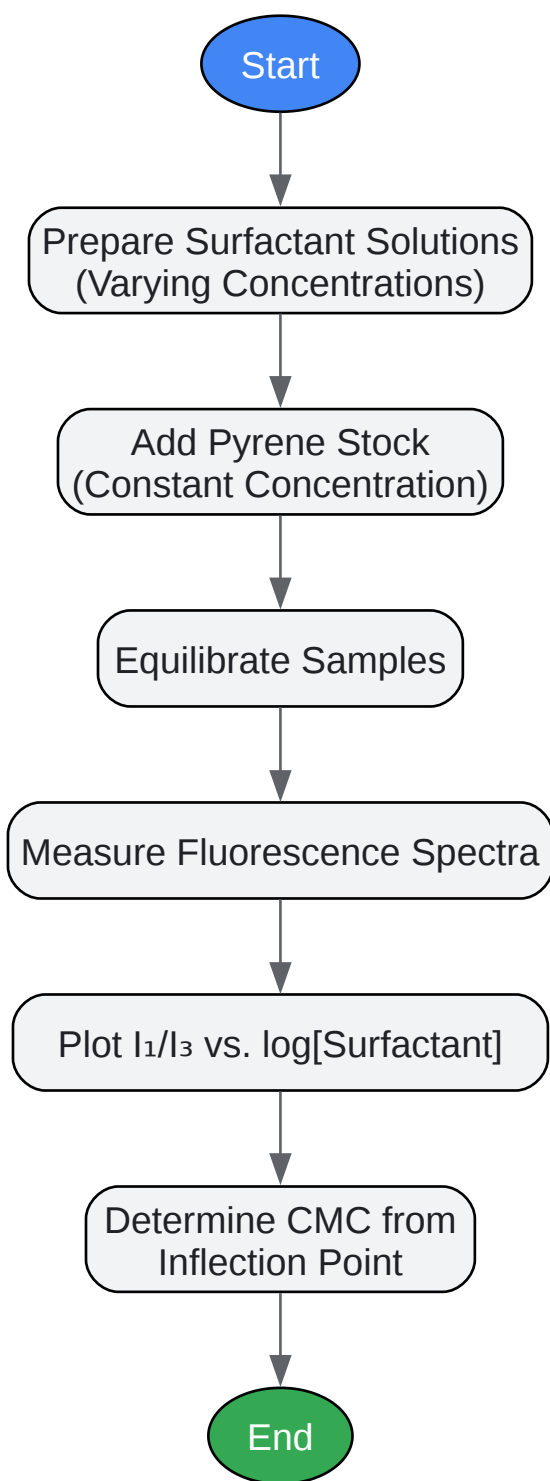 Start
Prepare Surfactant Solutions
(Varying Concentrations)
Add Pyrene Stock
(Constant Concentration)
Equilibrate Samples
Measure Fluorescence Spectra
Plot I₁/I₃ vs. log[Surfactant]
Determine CMC from
Inflection Point
End